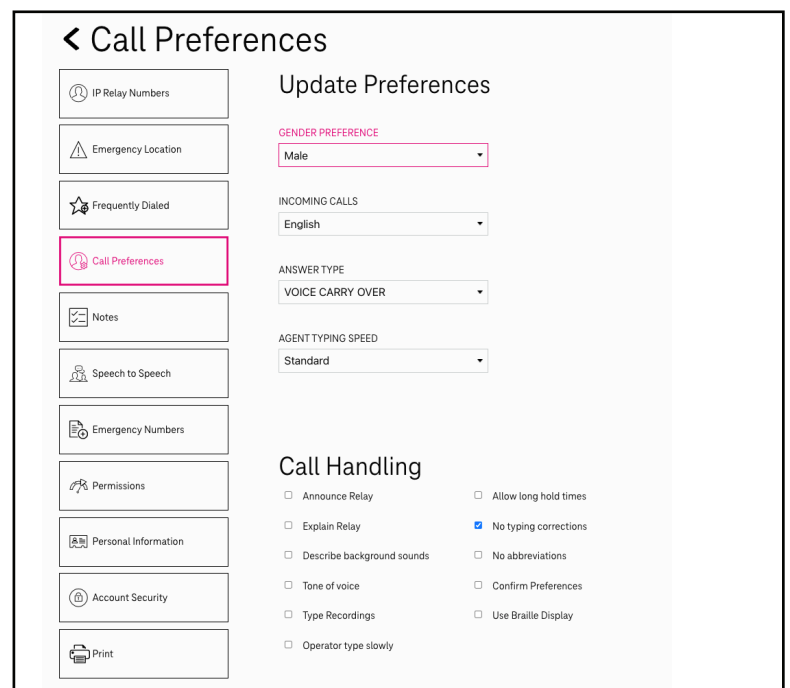 Call Preferences
IP Relay Numbers
Emergency Location
Frequently Dialed
Call Preferences
Notes
Speech to Speech
Emergency Numbers
Permissions
Personal Information
Account Security
Print
Update Preferences
GENDER PREFERENCE
Male
INCOMING CALLS
English
ANSWER TYPE
VOICE CARRY OVER
AGENT TYPING SPEED
Standard
Call Handling
Announce Relay
Explain Relay
Describe background sounds
Tone of voice
Type Recordings
Operator type slowly
Allow long hold times
No typing corrections
No abbreviations
Confirm Preferences
Use Braille Display